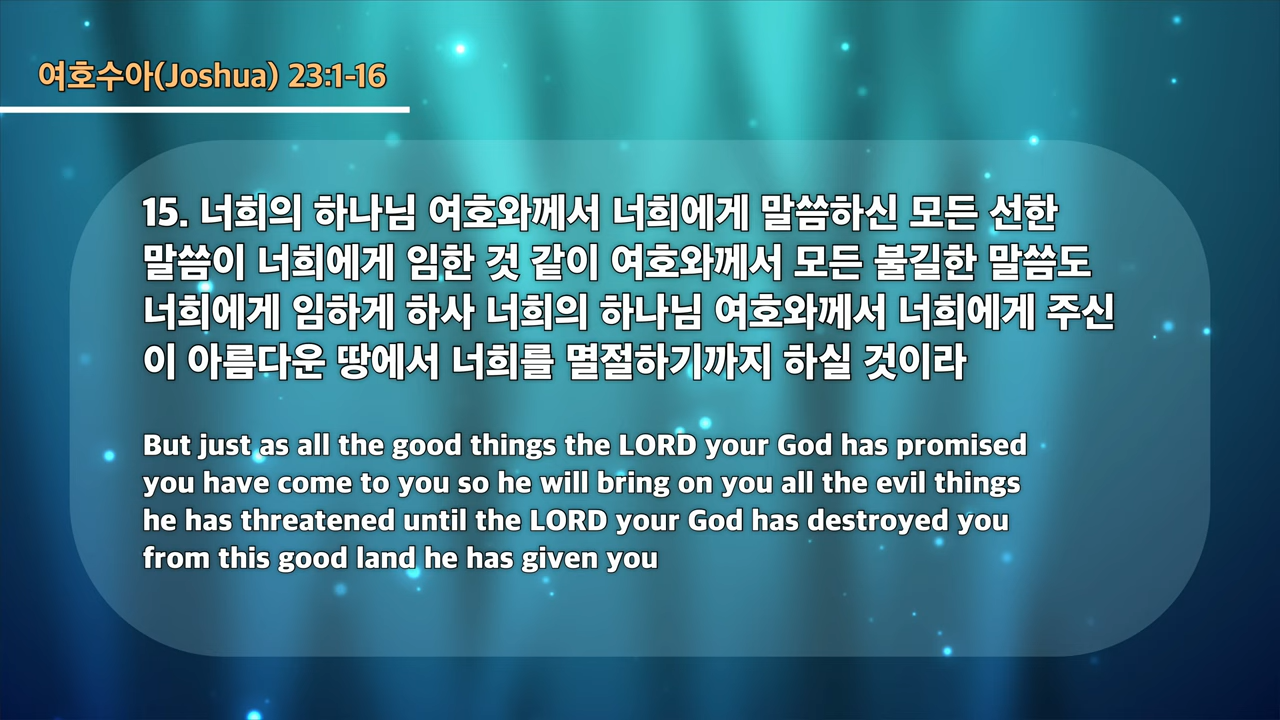 여호수아(Joshua) 23:1-16
15. 너희의 하나님 여호와께서 너희에게 말씀하신 모든 선한
말씀이 너희에게 임한 것 같이 여호와께서 모든 불길한 말씀도
너희에게 임하게 하사 너희의 하나님 여호와께서 너희에게 주신
이 아름다운 땅에서 너희를 멸절하기까지 하실 것이라
But just as all the good things the LORD your God has promised
you have come to you so he will bring on you all the evil things
he has threatened until the LORD your God has destroyed you
from this good land he has given you